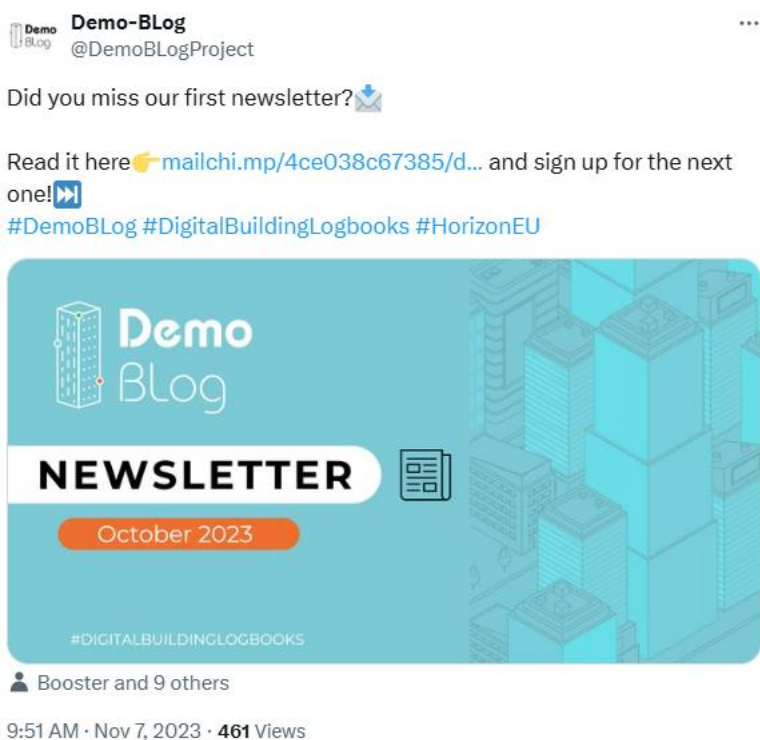 Demo
BLog
Demo-BLog
@DemoBLogProject
Did you miss our first newsletter?📩
Read it here👉mailchi.mp/4ce038c67385/d... and sign up for the next
one!⏭
#DemoBLog #DigitalBuildingLogbooks #HorizonEU
Demo
BLog
NEWSLETTER
October 2023
#DIGITALBUILDINGLOGBOOKS
Booster and 9 others
9:51 AM · Nov 7, 2023 · 461 Views